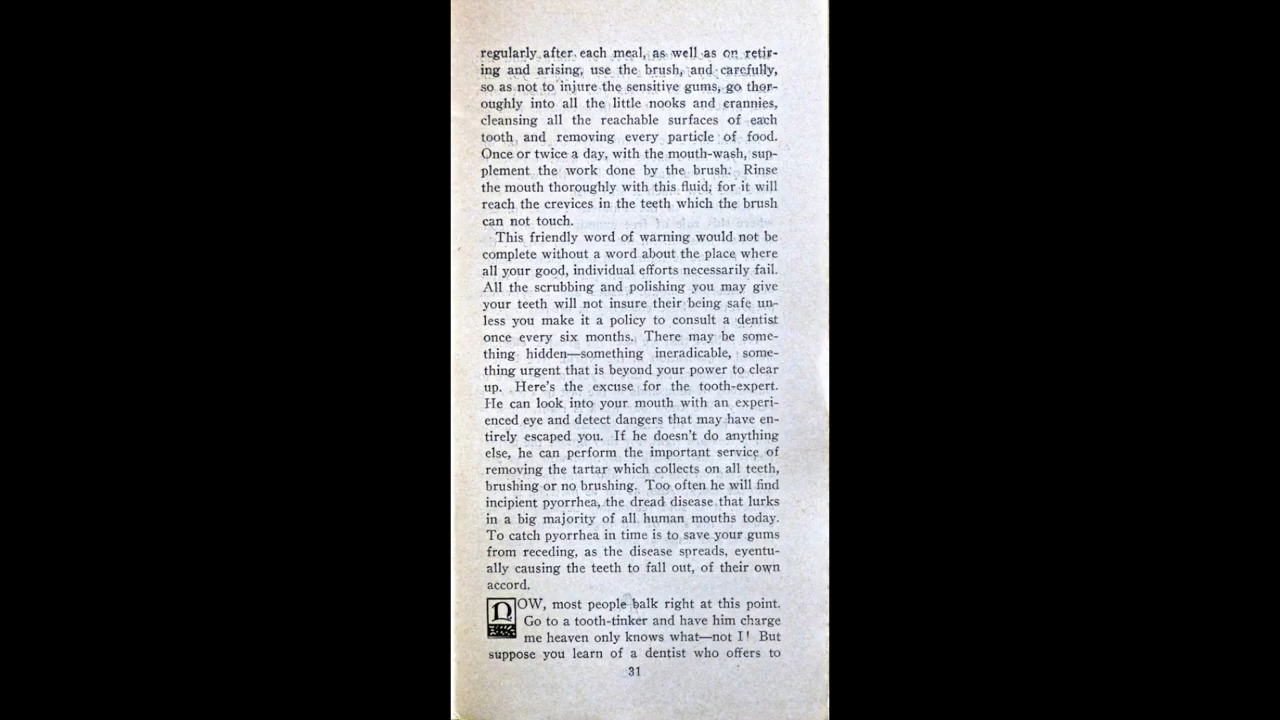 regularly after each meal, as well as on retir-
ing and arising, use the brush, and carefully,
so as not to injure the sensitive gums, go thor-
oughly into all the little nooks and crannies,
cleansing all the reachable surfaces of each
tooth and removing every particle of food.
Once or twice a day, with the mouth-wash, sup-
plement the work done by the brush. Rinse
the mouth thoroughly with this fluid; for it will
reach the crevices in the teeth which the brush
can not touch.
This friendly word of warning would not be
complete without a word about the place where
all your good, individual efforts necessarily fail.
All the scrubbing and polishing you may give
your teeth will not insure their being safe un-
less you make it a policy to consult a dentist
once every six months. There may be some-
thing hidden—something ineradicable, some-
thing urgent that is beyond your power to clear
up. Here's the excuse for the tooth-expert.
He can look into your mouth with an experi-
enced eye and detect dangers that may have en-
tirely escaped you. If he doesn't do anything
else, he can perform the important service of
removing the tartar which collects on all teeth,
brushing or no brushing. Too often he will find
incipient pyorrhea, the dread disease that lurks
in a big majority of all human mouths today.
To catch pyorrhea in time is to save your gums
from receding, as the disease spreads, eventu-
ally causing the teeth to fall out, of their own
accord.
NOW, most people balk right at this point.
Go to a tooth-tinker and have him charge
me heaven only knows what—not I! But
suppose you learn of a dentist who offers to
31